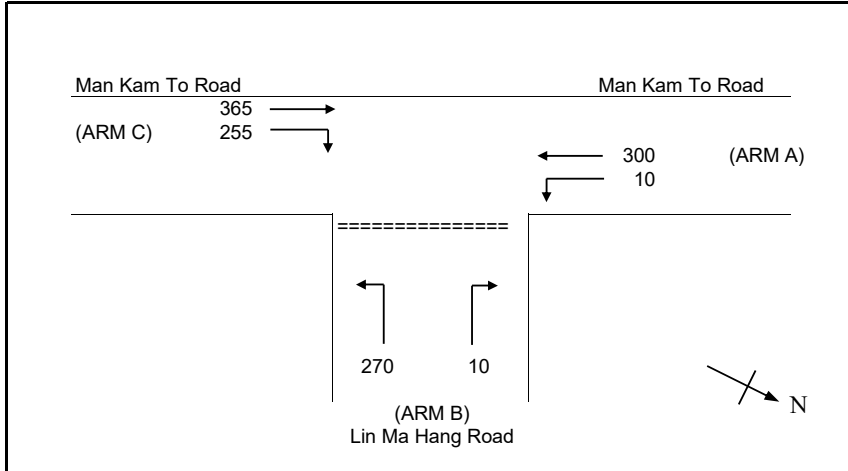 Man Kam To Road Man Kam To Road
365
(ARM C) 255
300 (ARM A)
10
===============
270 10
(ARM B)
Lin Ma Hang Road
N